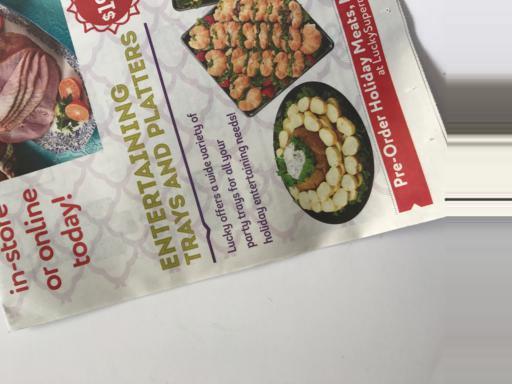 $10
in-store
or online
today!
ENTERTAINING
TRAYS AND PLATTERS
Lucky offers a wide variety of
party trays for all your
holiday entertaining needs!
Pre-Order Holiday Meats,
at